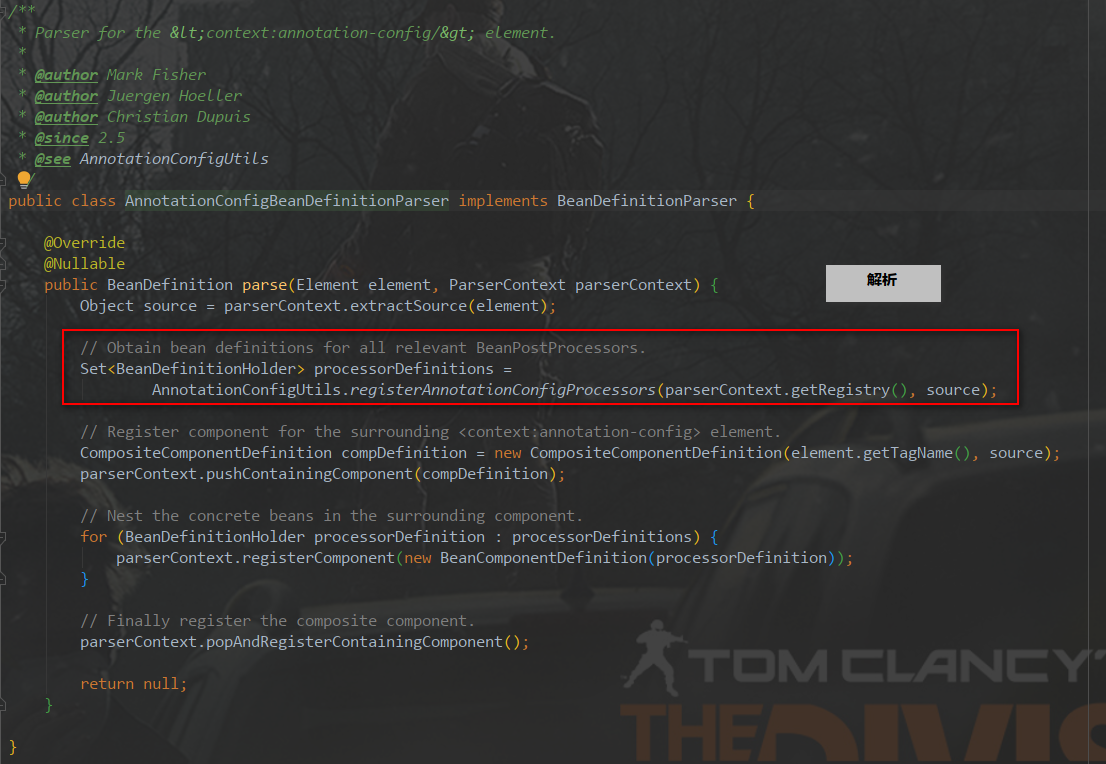 /**
 * Parser for the &lt;context:annotation-config/&gt; element.
 *
 * @author Mark Fisher
 * @author Juergen Hoeller
 * @author Christian Dupuis
 * @since 2.5
 * @see AnnotationConfigUtils
 */
public class AnnotationConfigBeanDefinitionParser implements BeanDefinitionParser {
@Override
@Nullable
public BeanDefinition parse(Element element, ParserContext parserContext) {
解析
Object source = parserContext.extractSource(element);
// Obtain bean definitions for all relevant BeanPostProcessors.
Set<BeanDefinitionHolder> processorDefinitions =
AnnotationConfigUtils.registerAnnotationConfigProcessors(parserContext.getRegistry(), source);
// Register component for the surrounding <context:annotation-config> element.
CompositeComponentDefinition compDefinition = new CompositeComponentDefinition(element.getTagName(), source);
parserContext.pushContainingComponent(compDefinition);
// Nest the concrete beans in the surrounding component.
for (BeanDefinitionHolder processorDefinition : processorDefinitions) {
parserContext.registerComponent(new BeanComponentDefinition(processorDefinition));
}
// Finally register the composite component.
parserContext.popAndRegisterContainingComponent();
return null;
}
}
TOM CLANCY'
THE DIVIS